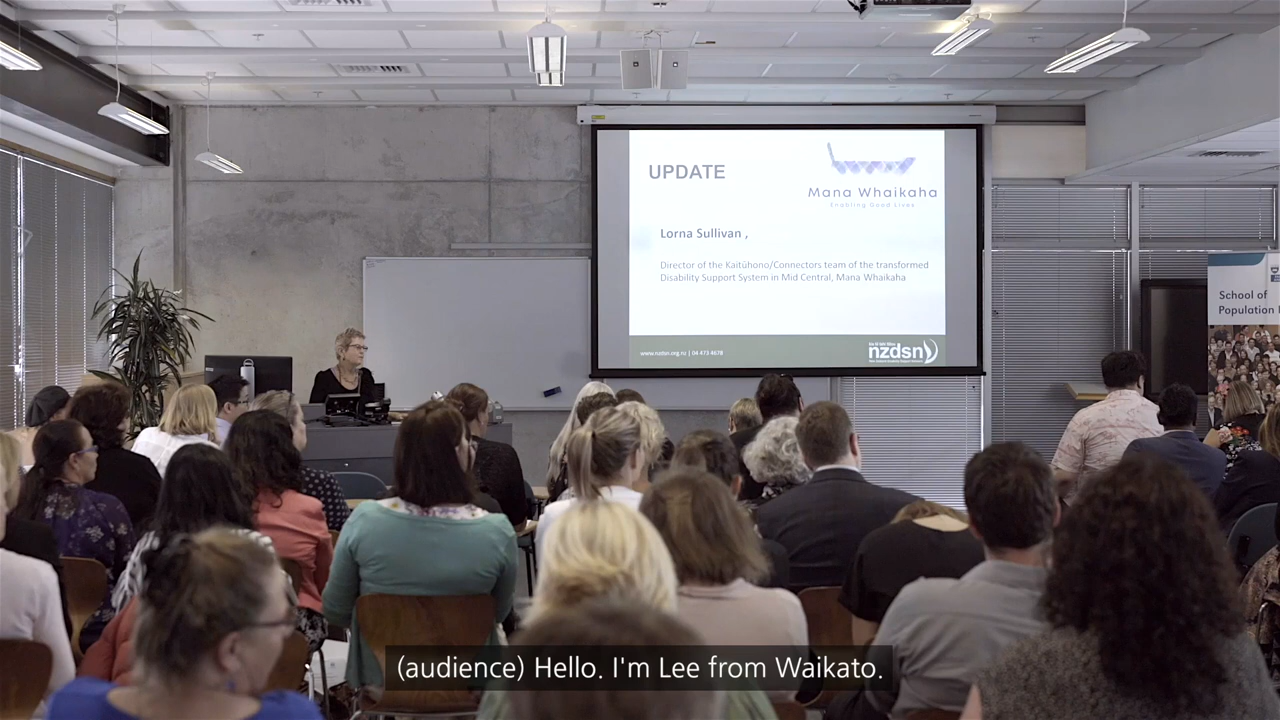 UPDATE
Mana Whaikaha
Enabling Good Lives
Lorna Sullivan ,
Director of the Kaitūhono/Connectors team of the transformed
Disability Support System in Mid Central, Mana Whaikaha
www.nzdsn.org.nz | 04 473 4678
nzdsn
School of
Population
(audience) Hello. I'm Lee from Waikato.